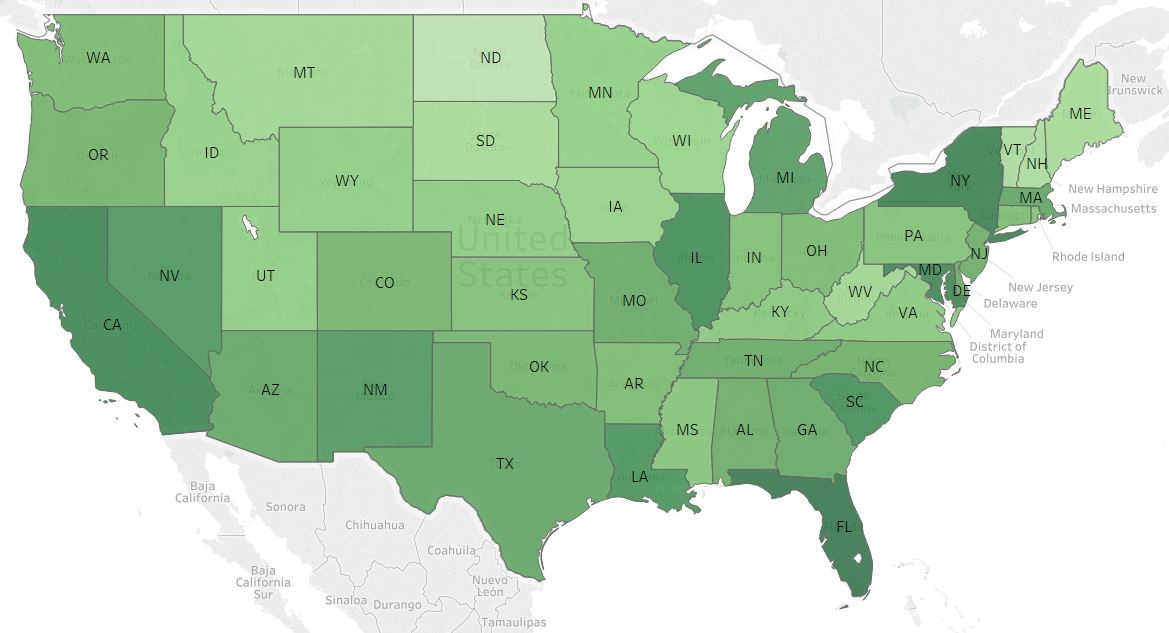 WA
MT
ND
MN
OR
ID
SD
WI
WY
NE
IA
MI
NY
VT
NH
ME
MA
New
Brunswick
New Hampshire
Massachusetts
Rhode Island
NV
UT
CO
KS
United
States
MO
IL
IN
OH
PA
NJ
MD
DE
WV
VA
KY
New Jersey
Delaware
Maryland
District of
Columbia
CA
AZ
NM
OK
AR
TN
NC
SC
TX
LA
MS
AL
GA
FL
Baja
California
Sonora
Chihuahua
Coahuila
Baja
California
Sur
Sinaloa
Durango
Nuevo
León
Tamaulipas